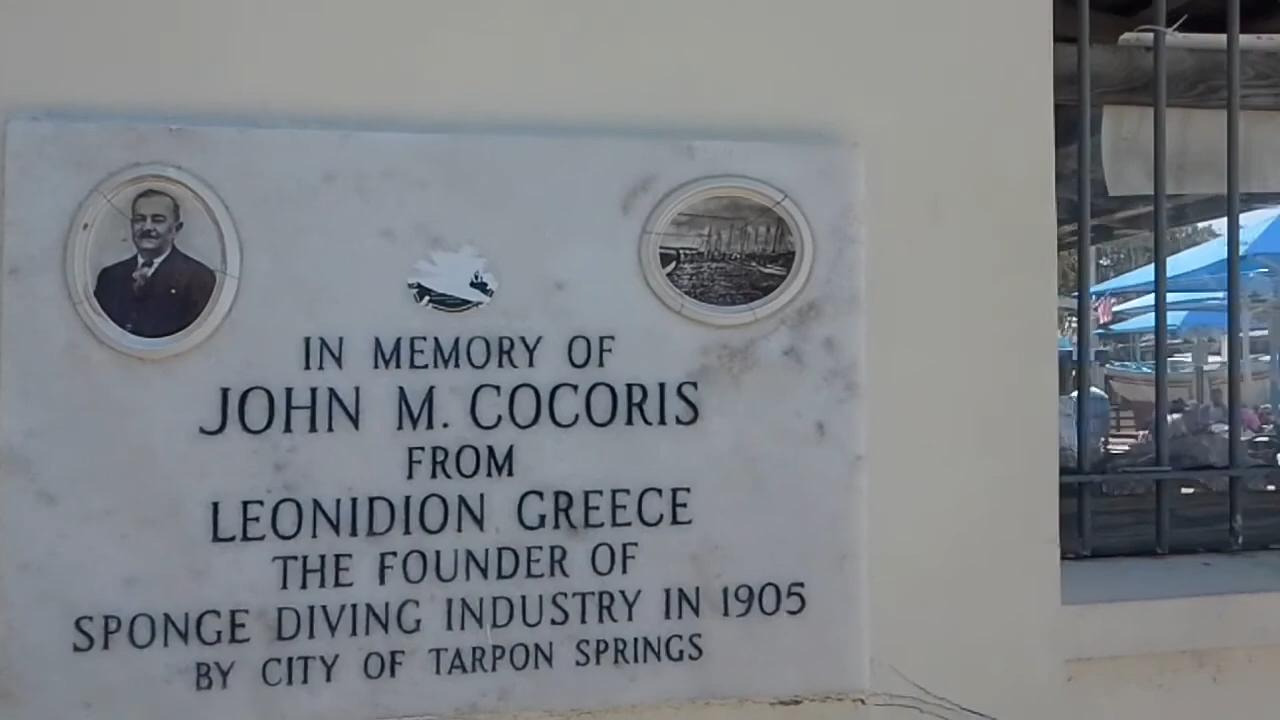 IN MEMORY OF
JOHN M. COCORIS
FROM
LEONIDION GREECE
THE FOUNDER OF
SPONGE DIVING INDUSTRY IN 1905
BY CITY OF TARPON SPRINGS